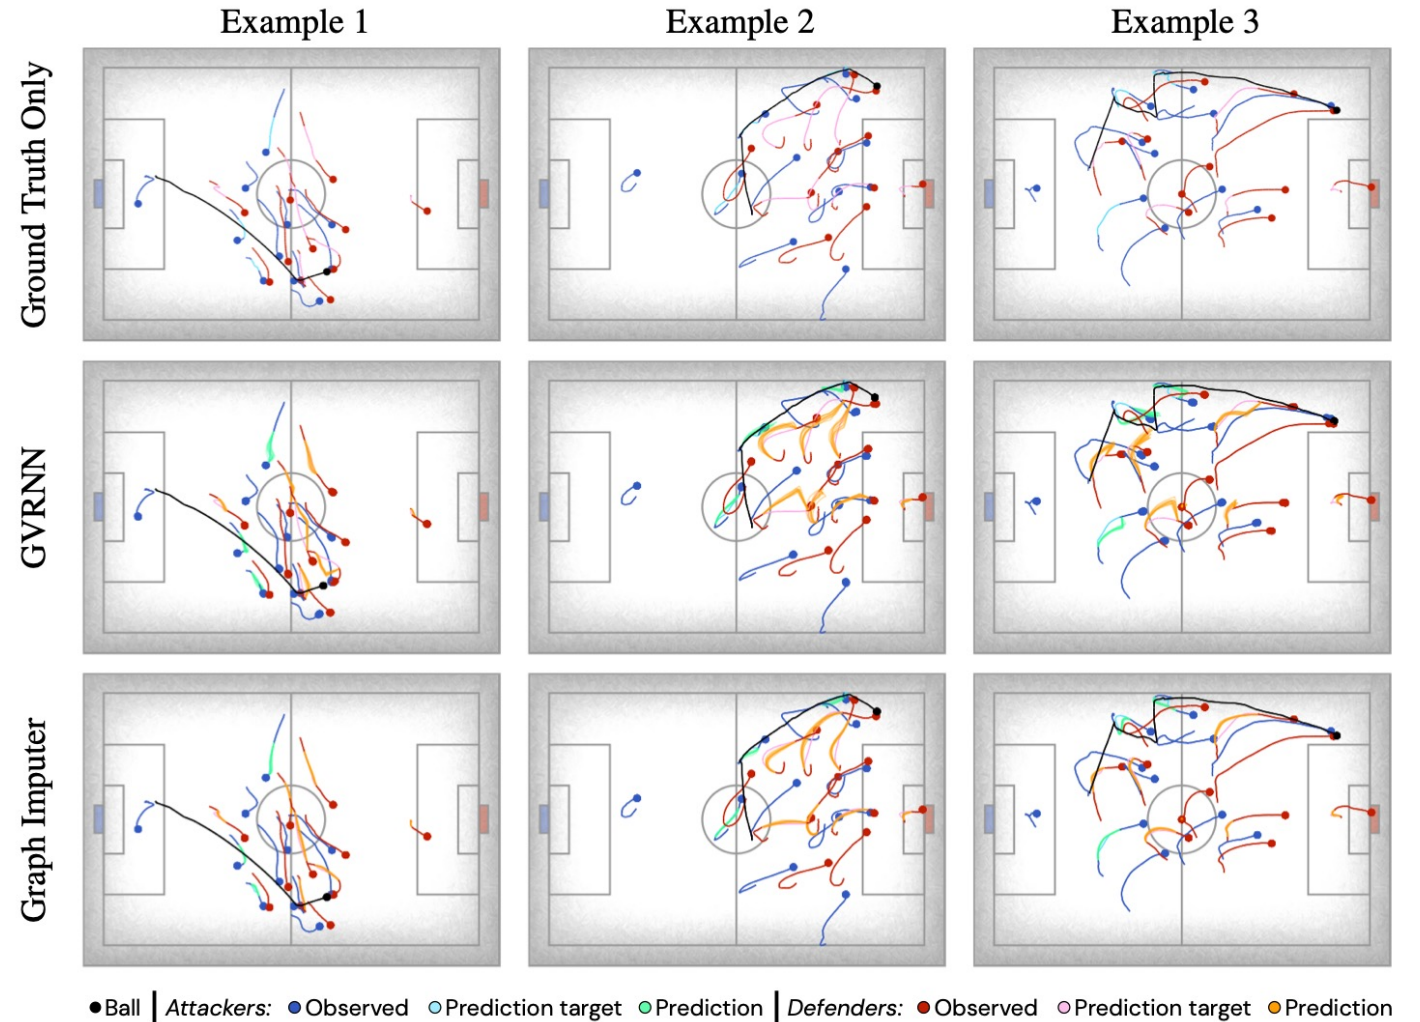 Example 1
Example 2
Example 3
Ground Truth Only
GVRNN
Graph Imputer
Ball | Attackers: Observed Prediction target Prediction | Defenders: Observed Prediction target Prediction